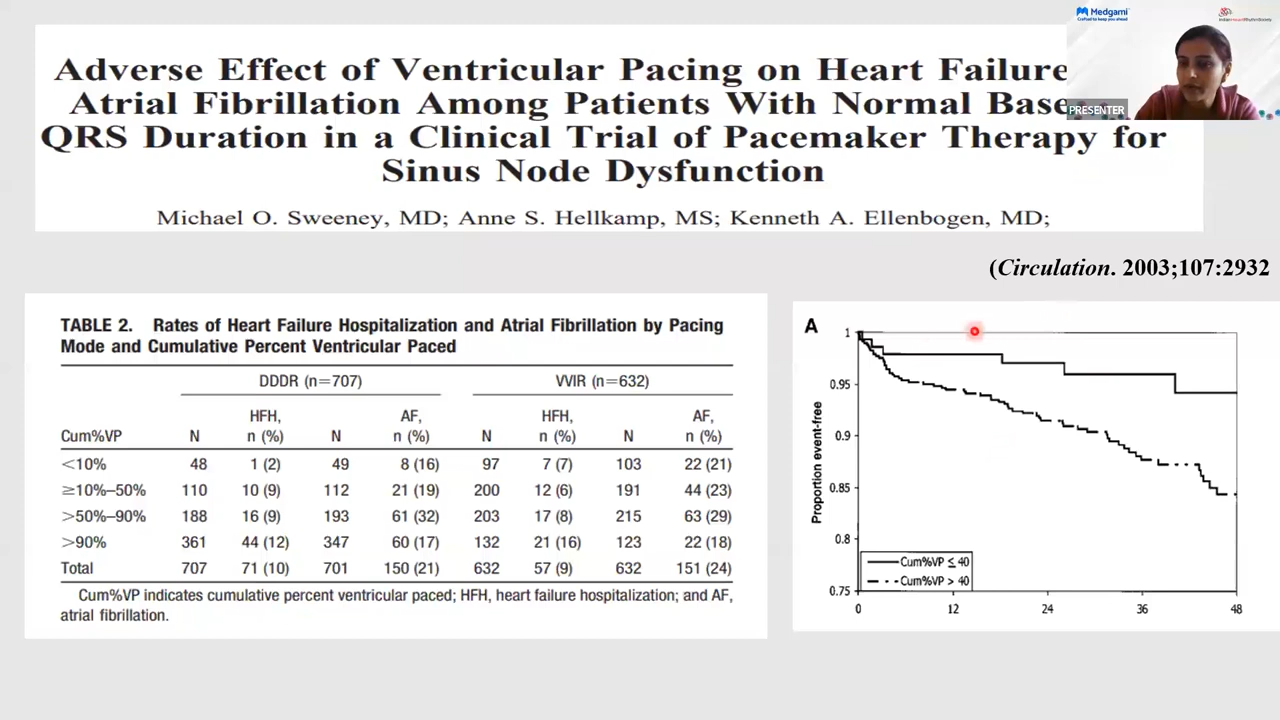 Medgami
Crafted to keep you ahead
PRESENTER
Adverse Effect of Ventricular Pacing on Heart Failure
Atrial Fibrillation Among Patients With Normal Base
QRS Duration in a Clinical Trial of Pacemaker Therapy for
Sinus Node Dysfunction
Michael O. Sweeney, MD; Anne S. Hellkamp, MS; Kenneth A. Ellenbogen, MD;
(Circulation. 2003;107:2932
TABLE 2. Rates of Heart Failure Hospitalization and Atrial Fibrillation by Pacing
Mode and Cumulative Percent Ventricular Paced
DDDR (n=707) VVIR (n=632)
HFH, AF, HFH, AF,
Cum%VP N n (%) N n (%) N n (%) N n (%)
<10% 48 1 (2) 49 8 (16) 97 7 (7) 103 22 (21)
≥10%–50% 110 10 (9) 112 21 (19) 200 12 (6) 191 44 (23)
>50%–90% 188 16 (9) 193 61 (32) 203 17 (8) 215 63 (29)
>90% 361 44 (12) 347 60 (17) 132 21 (16) 123 22 (18)
Total 707 71 (10) 701 150 (21) 632 57 (9) 632 151 (24)
Cum%VP indicates cumulative percent ventricular paced; HFH, heart failure hospitalization; and AF,
atrial fibrillation.
A
Proportion event-free
1
0.95
0.9
0.85
0.8
0.75
Cum%VP ≤ 40
Cum%VP > 40
0 12 24 36 48